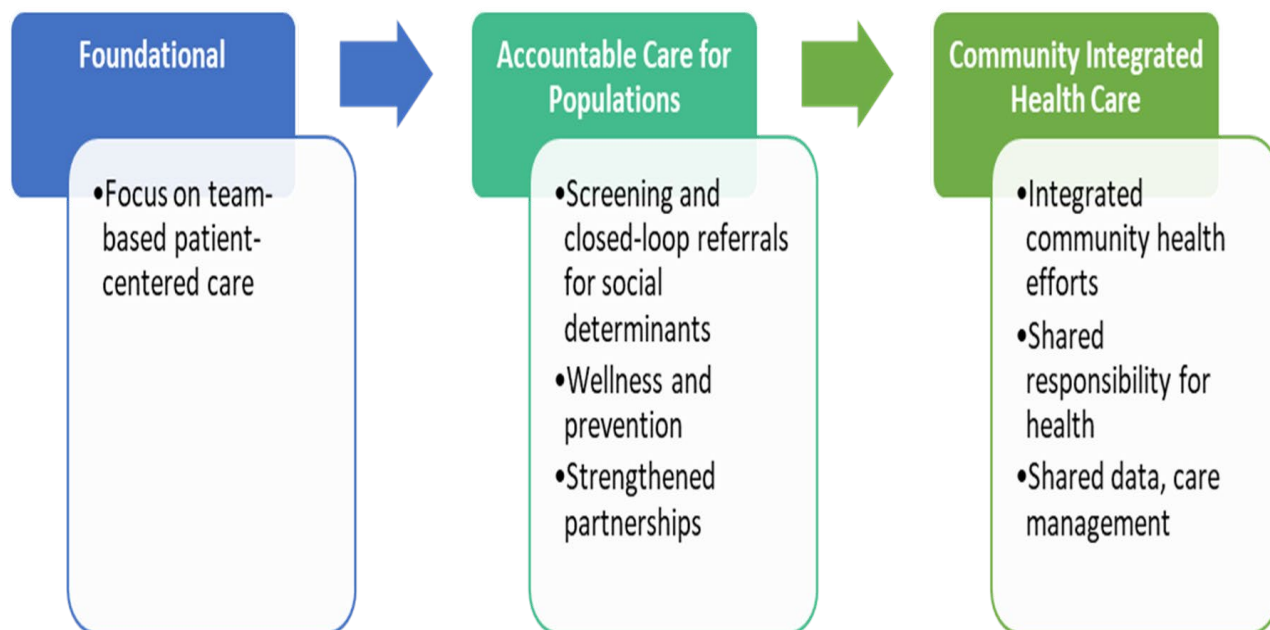 Foundational
•Focus on team-
based patient-
centered care
Accountable Care for
Populations
•Screening and
closed-loop referrals
for social
determinants
•Wellness and
prevention
•Strengthened
partnerships
Community Integrated
Health Care
•Integrated
community health
efforts
•Shared
responsibility for
health
•Shared data, care
management